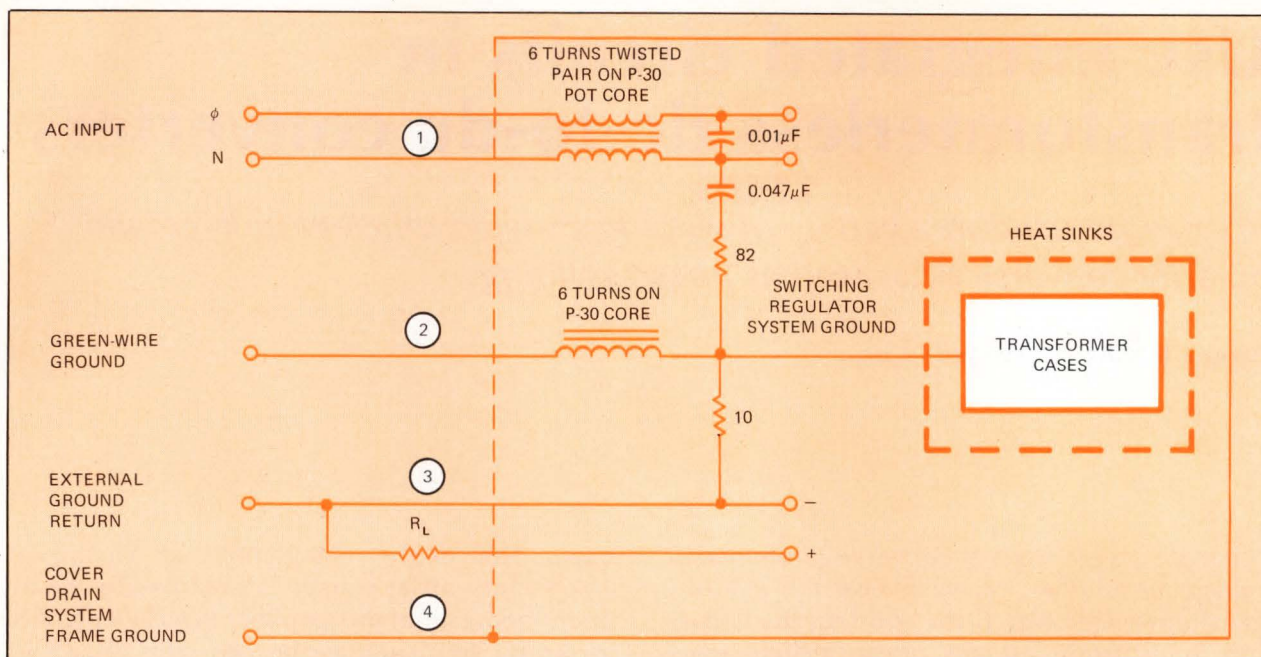 6 TURNS TWISTED
PAIR ON P-30
POT CORE
AC INPUT
ϕ
N
1
0.01μF
0.047μF
82
HEAT SINKS
6 TURNS ON
P-30 CORE
SWITCHING
REGULATOR
SYSTEM GROUND
TRANSFORMER
CASES
2
GREEN-WIRE
GROUND
10
3
EXTERNAL
GROUND
RETURN
−
R_L
+
COVER
DRAIN
SYSTEM
FRAME GROUND
4